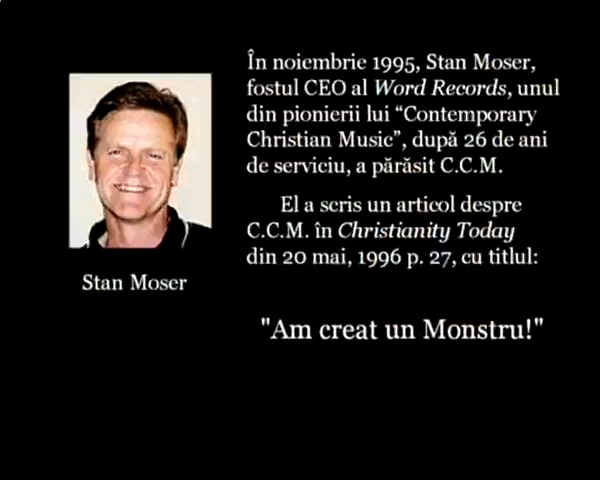 În noiembrie 1995, Stan Moser,
fostul CEO al Word Records, unul
din pionierii lui “Contemporary
Christian Music”, după 26 de ani
de serviciu, a părăsit C.C.M.
El a scris un articol despre
C.C.M. în Christianity Today
din 20 mai, 1996 p. 27, cu titlul:
Stan Moser
"Am creat un Monstru!"